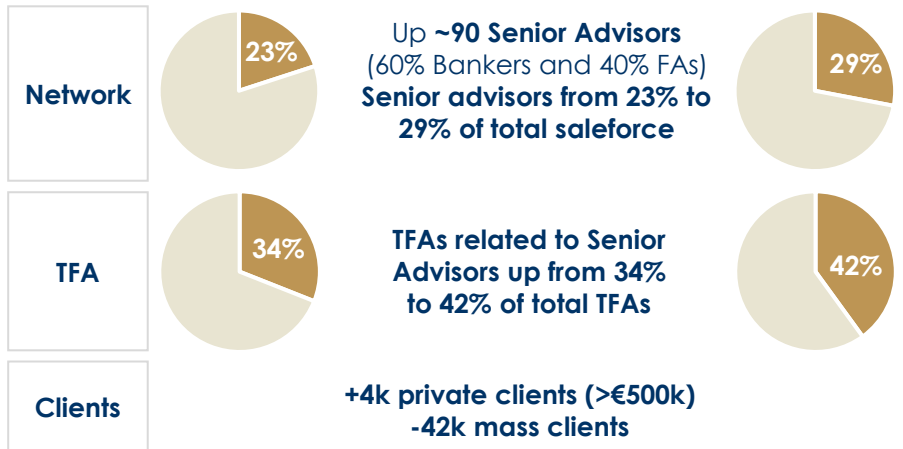 Network
23%
Up ~90 Senior Advisors
(60% Bankers and 40% FAs)
Senior advisors from 23% to
29% of total saleforce
29%
TFA
34%
TFAs related to Senior
Advisors up from 34%
to 42% of total TFAs
42%
Clients
+4k private clients (>€500k)
-42k mass clients